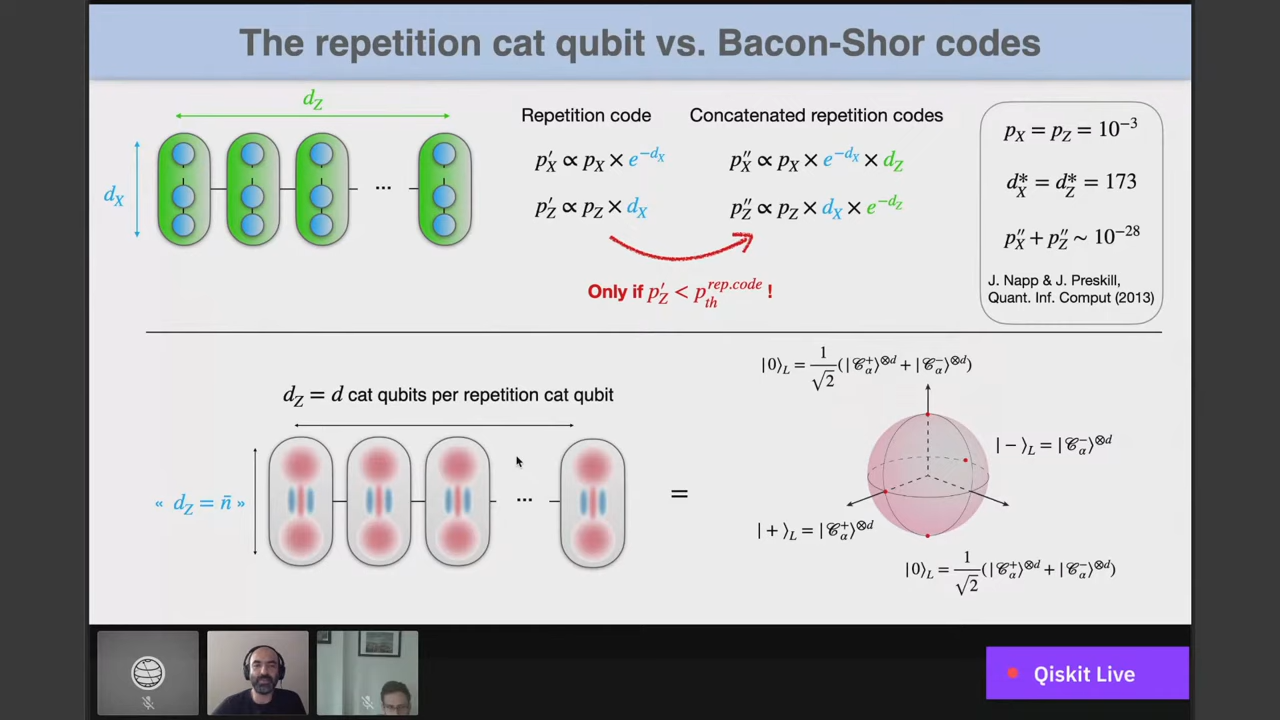 The repetition cat qubit vs. Bacon-Shor codes
d_Z
d_X
...
Repetition code
p'_X ∝ p_X × e^{-d_X}
p'_Z ∝ p_Z × d_X
Concatenated repetition codes
p''_X ∝ p_X × e^{-d_X} × d_Z
p''_Z ∝ p_Z × d_X × e^{-d_Z}
Only if p'_Z < p_{th}^{rep.code} !
p_X = p_Z = 10^{-3}
d*_X = d*_Z = 173
p''_X + p''_Z ~ 10^{-28}
J. Napp & J. Preskill,
Quant. Inf. Comput (2013)
d_Z = d cat qubits per repetition cat qubit
« d_Z = n̄ »
...
=
|0⟩_L = 1/√2 (|𝒞_α^+⟩^{⊗d} + |𝒞_α^-⟩^{⊗d})
|−⟩_L = |𝒞_α^-⟩^{⊗d}
|+⟩_L = |𝒞_α^+⟩^{⊗d}
|0⟩_L = 1/√2 (|𝒞_α^+⟩^{⊗d} + |𝒞_α^-⟩^{⊗d})
Qiskit Live